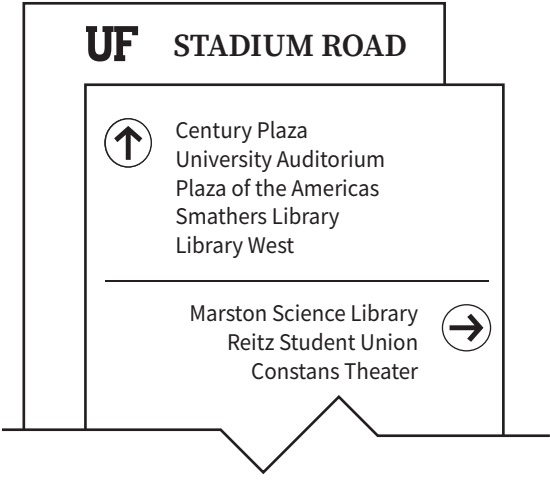 UF STADIUM ROAD
Century Plaza
University Auditorium
Plaza of the Americas
Smathers Library
Library West
Marston Science Library
Reitz Student Union
Constans Theater